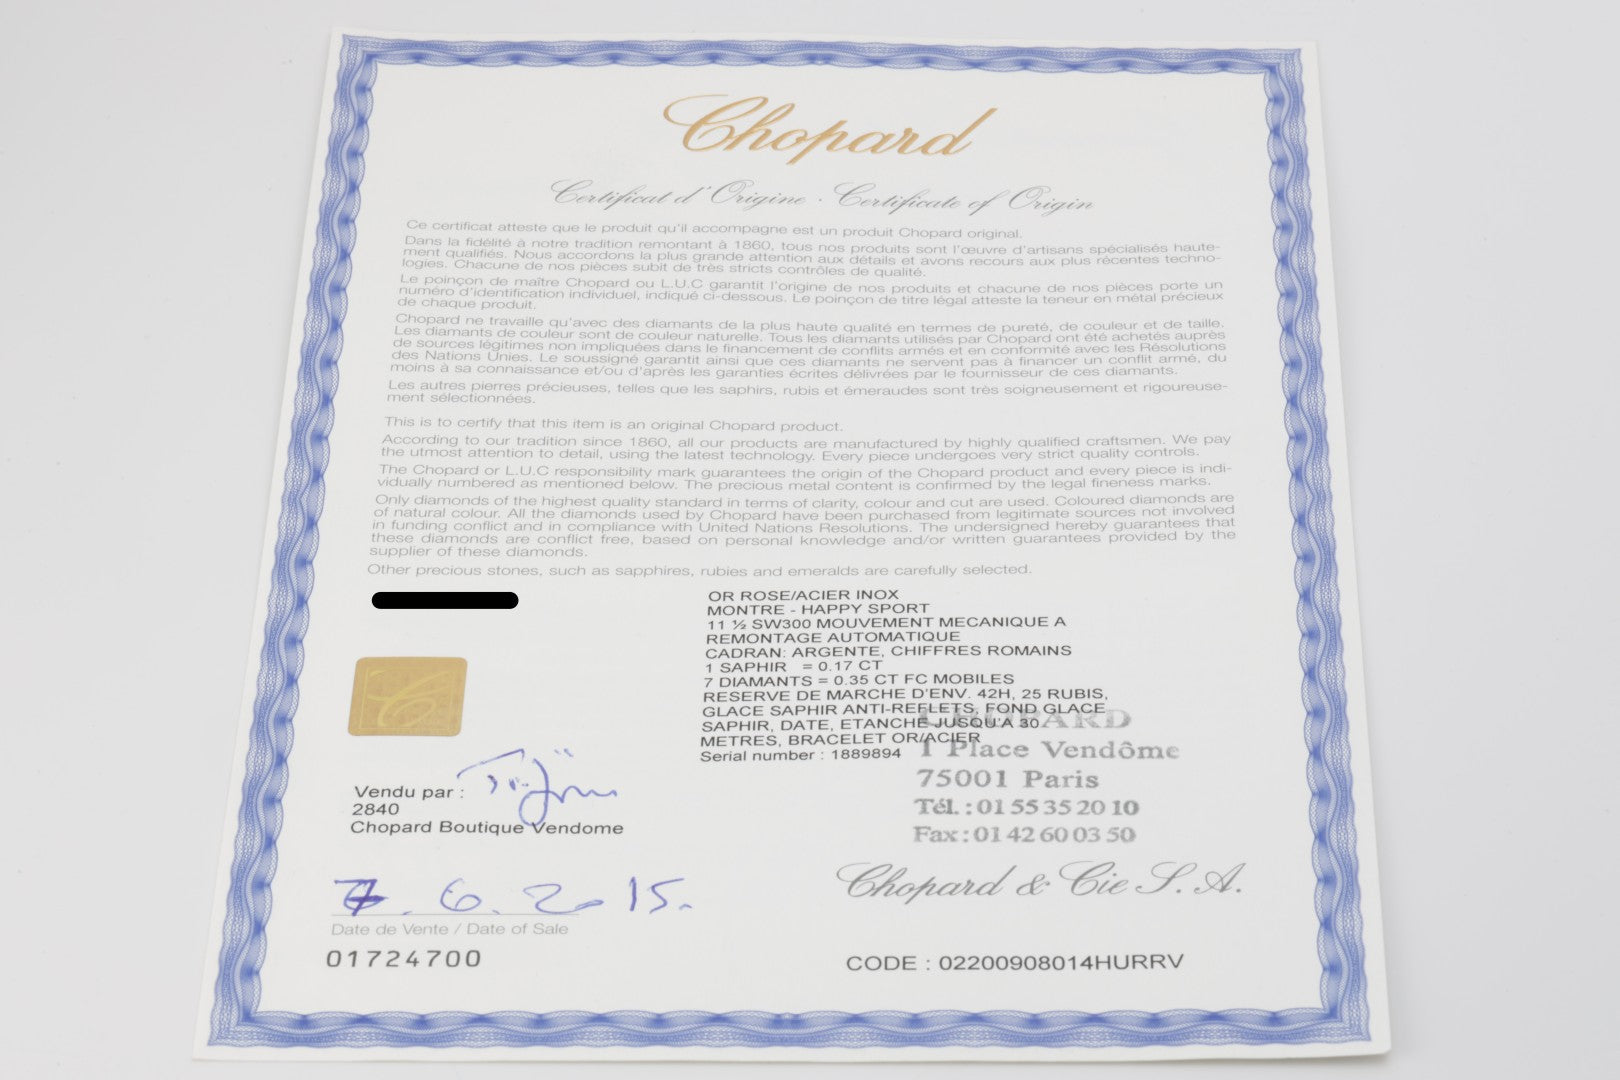 Chopard
Certificat d'Origine · Certificate of Origin
Ce certificat atteste que le produit qu'il accompagne est un produit Chopard original.
Dans la fidélité à notre tradition remontant à 1860, tous nos produits sont l'œuvre d'artisans spécialisés haute-
ment qualifiés. Nous accordons la plus grande attention aux détails et avons recours aux plus récentes techno-
logies. Chacune de nos pièces subit de très stricts contrôles de qualité.
Le poinçon de maître Chopard ou L.U.C garantit l'origine de nos produits et chacune de nos pièces porte un
numéro d'identification individuel, indiqué ci-dessous. Le poinçon de titre légal atteste la teneur en métal précieux
de chaque produit.
Chopard ne travaille qu'avec des diamants de la plus haute qualité en termes de pureté, de couleur et de taille.
Les diamants de couleur sont de couleur naturelle. Tous les diamants utilisés par Chopard ont été achetés auprès
de sources légitimes non impliquées dans le financement de conflits armés et en conformité avec les Résolutions
des Nations Unies. Le soussigné garantit ainsi que ces diamants ne servent pas à financer un conflit armé, du
moins à sa connaissance et/ou d'après les garanties écrites délivrées par le fournisseur de ces diamants.
Les autres pierres précieuses, telles que les saphirs, rubis et émeraudes sont très soigneusement et rigoureuse-
ment sélectionnées.
This is to certify that this item is an original Chopard product.
According to our tradition since 1860, all our products are manufactured by highly qualified craftsmen. We pay
the utmost attention to detail, using the latest technology. Every piece undergoes very strict quality controls.
The Chopard or L.U.C responsibility mark guarantees the origin of the Chopard product and every piece is indi-
vidually numbered as mentioned below. The precious metal content is confirmed by the legal fineness marks.
Only diamonds of the highest quality standard in terms of clarity, colour and cut are used. Coloured diamonds are
of natural colour. All the diamonds used by Chopard have been purchased from legitimate sources not involved
in funding conflict and in compliance with United Nations Resolutions. The undersigned hereby guarantees that
these diamonds are conflict free, based on personal knowledge and/or written guarantees provided by the
supplier of these diamonds.
Other precious stones, such as sapphires, rubies and emeralds are carefully selected.
OR ROSE/ACIER INOX
MONTRE - HAPPY SPORT
11 ½ SW300 MOUVEMENT MECANIQUE A
REMONTAGE AUTOMATIQUE
CADRAN: ARGENTE, CHIFFRES ROMAINS
1 SAPHIR = 0.17 CT
7 DIAMANTS = 0.35 CT FC MOBILES
RESERVE DE MARCHE D'ENV. 42H, 25 RUBIS,
GLACE SAPHIR ANTI-REFLETS, FOND GLACE
SAPHIR, DATE, ETANCHE JUSQU'A 30
METRES, BRACELET OR/ACIER
Serial number : 1889894
CHOPARD
1 Place Vendôme
75001 Paris
Tél. : 01 55 35 20 10
Fax : 01 42 60 03 50
Vendu par :
2840
Chopard Boutique Vendome
Chopard & Cie S. A.
7. 6. 2015.
Date de Vente / Date of Sale
01724700
CODE : 02200908014HURRV